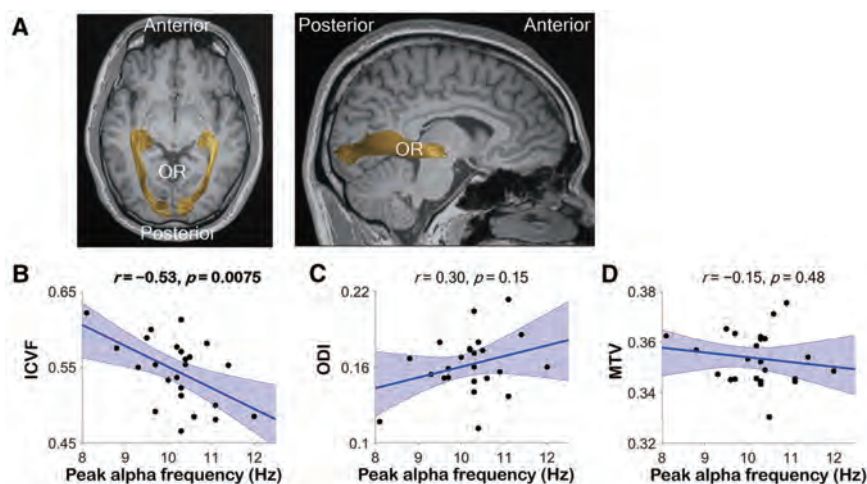 A
Anterior
OR
Posterior
Posterior
Anterior
OR
B
r = −0.53, p = 0.0075
0.65
0.55
0.45
ICVF
8 9 10 11 12
Peak alpha frequency (Hz)
C
r = 0.30, p = 0.15
0.22
0.16
0.1
ODI
8 9 10 11 12
Peak alpha frequency (Hz)
D
r = −0.15, p = 0.48
0.38
0.36
0.34
0.32
MTV
8 9 10 11 12
Peak alpha frequency (Hz)